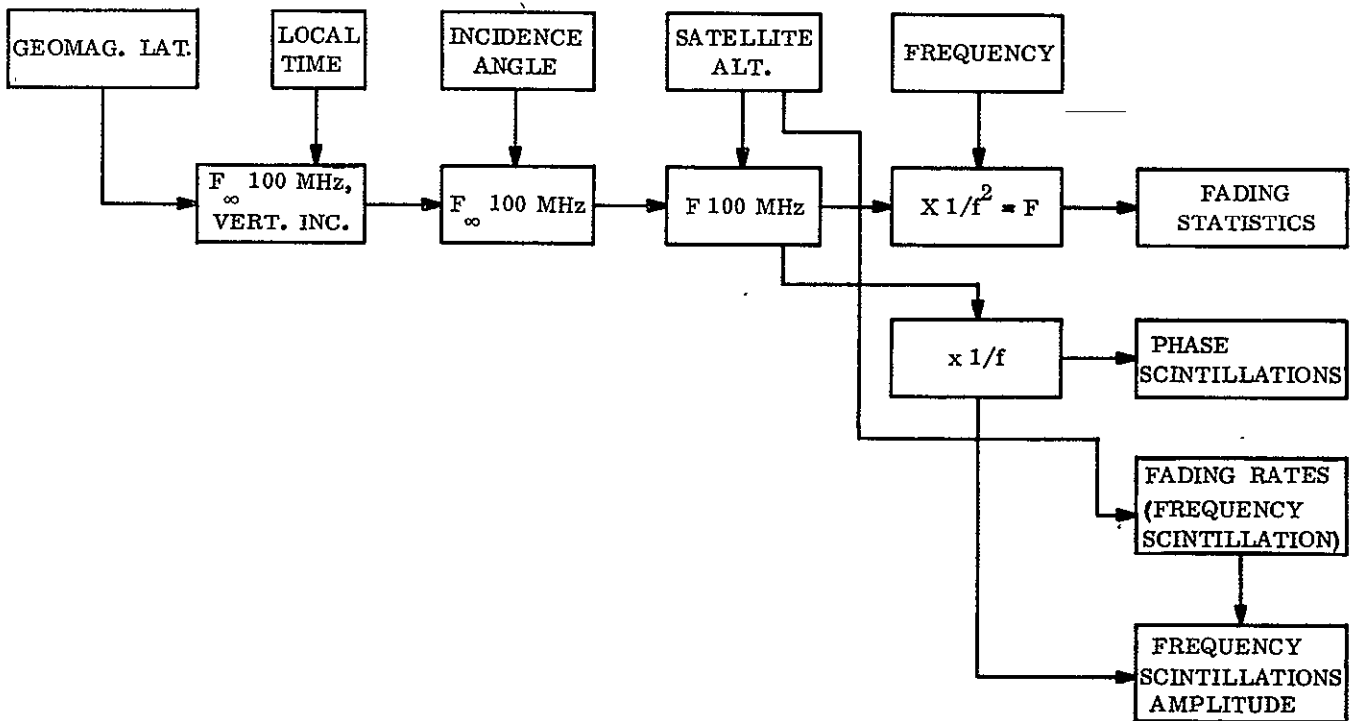 GEOMAG. LAT.
LOCAL
TIME
INCIDENCE
ANGLE
SATELLITE
ALT.
FREQUENCY
F∞ 100 MHz,
VERT. INC.
F∞ 100 MHz
F 100 MHz
X 1/f² = F
FADING
STATISTICS
x 1/f
PHASE
SCINTILLATIONS
FADING RATES
(FREQUENCY
SCINTILLATION)
FREQUENCY
SCINTILLATIONS
AMPLITUDE